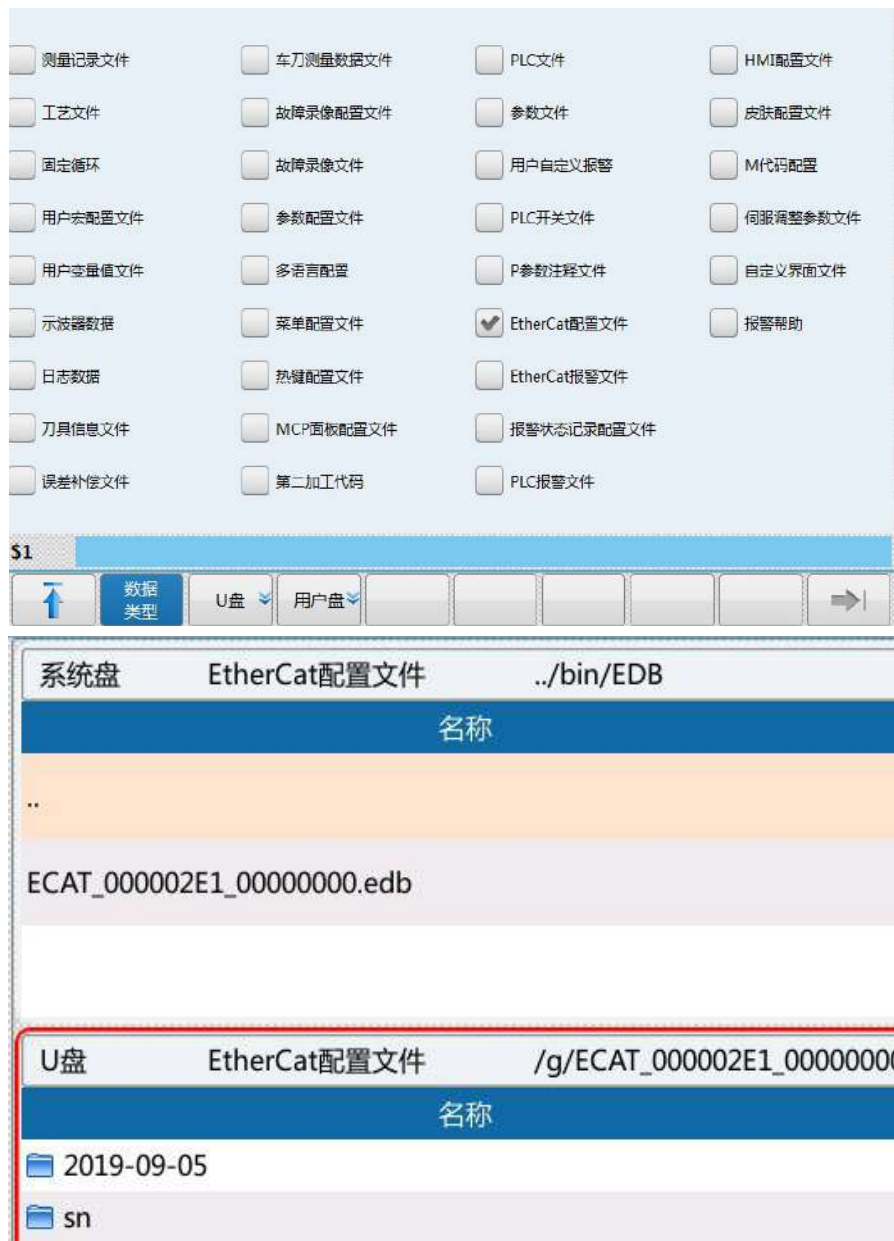 测量记录文件 车刀测量数据文件 PLC文件 HMI配置文件
工艺文件 故障录像配置文件 参数文件 皮肤配置文件
固定循环 故障录像文件 用户自定义报警 M代码配置
用户宏配置文件 参数配置文件 PLC开关文件 伺服调整参数文件
用户变量值文件 多语言配置 P参数注释文件 自定义界面文件
示波器数据 菜单配置文件 EtherCat配置文件 报警帮助
日志数据 热键配置文件 EtherCat报警文件
刀具信息文件 MCP面板配置文件 报警状态记录配置文件
误差补偿文件 第二加工代码 PLC报警文件
$1
数据
类型
U盘 用户盘
系统盘 EtherCat配置文件 ../bin/EDB
名称
..
ECAT_000002E1_00000000.edb
U盘 EtherCat配置文件 /g/ECAT_000002E1_00000000
名称
2019-09-05
sn